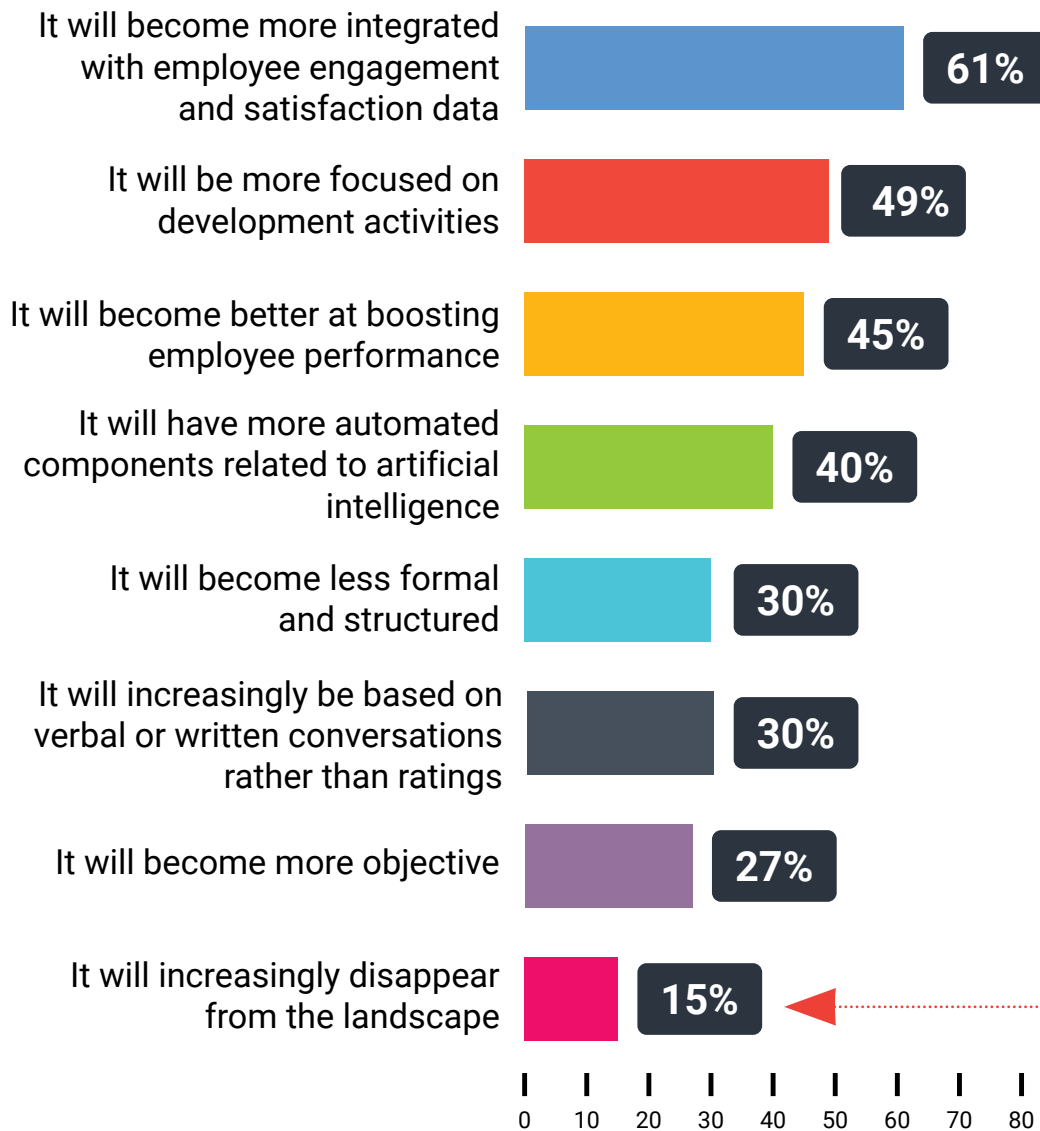 It will become more integrated
with employee engagement
and satisfaction data
61%
It will be more focused on
development activities
49%
It will become better at boosting
employee performance
45%
It will have more automated
components related to artificial
intelligence
40%
It will become less formal
and structured
30%
It will increasingly be based on
verbal or written conversations
rather than ratings
30%
It will become more objective
27%
It will increasingly disappear
from the landscape
15%
0 10 20 30 40 50 60 70 80